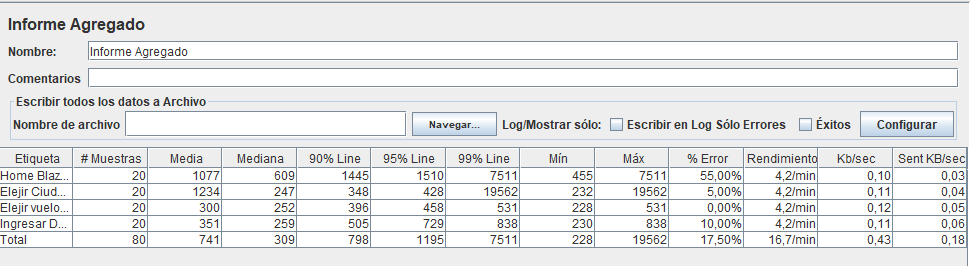 Informe Agregado
Nombre: Informe Agregado
Comentarios
Escribir todos los datos a Archivo
Nombre de archivo Navegar... Log/Mostrar sólo: Escribir en Log Sólo Errores Éxitos Configurar
Etiqueta # Muestras Media Mediana 90% Line 95% Line 99% Line Mín Máx % Error Rendimiento Kb/sec Sent KB/sec
Home Blaz... 20 1077 609 1445 1510 7511 455 7511 55,00% 4,2/min 0,10 0,03
Elejir Ciud... 20 1234 247 348 428 19562 232 19562 5,00% 4,2/min 0,11 0,04
Elejir vuelo... 20 300 252 396 458 531 228 531 0,00% 4,2/min 0,12 0,05
Ingresar D... 20 351 259 505 729 838 230 838 10,00% 4,2/min 0,11 0,06
Total 80 741 309 798 1195 7511 228 19562 17,50% 16,7/min 0,43 0,18